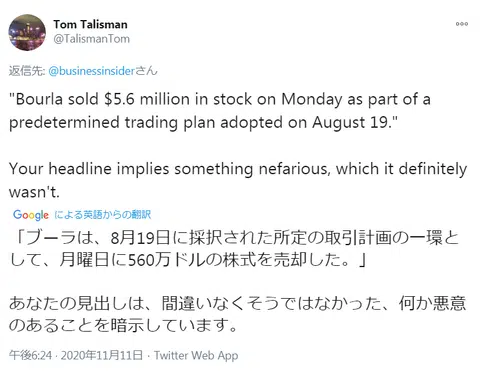 Tom Talisman
@TalismanTom
返信先: @businessinsiderさん
"Bourla sold $5.6 million in stock on Monday as part of a
predetermined trading plan adopted on August 19."
Your headline implies something nefarious, which it definitely
wasn't.
Google による英語からの翻訳
「ブーラは、8月19日に採択された所定の取引計画の一環と
して、月曜日に560万ドルの株式を売却した。」
あなたの見出しは、間違いなくそうではなかった、何か悪意
のあることを暗示しています。
午後6:24 · 2020年11月11日 · Twitter Web App